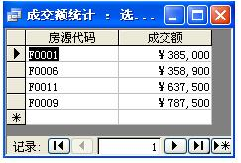 成交额统计 : 选...
房源代码 成交额
F0001 ￥385,000
F0006 ￥358,900
F0011 ￥637,500
F0009 ￥787,500
记录: 1